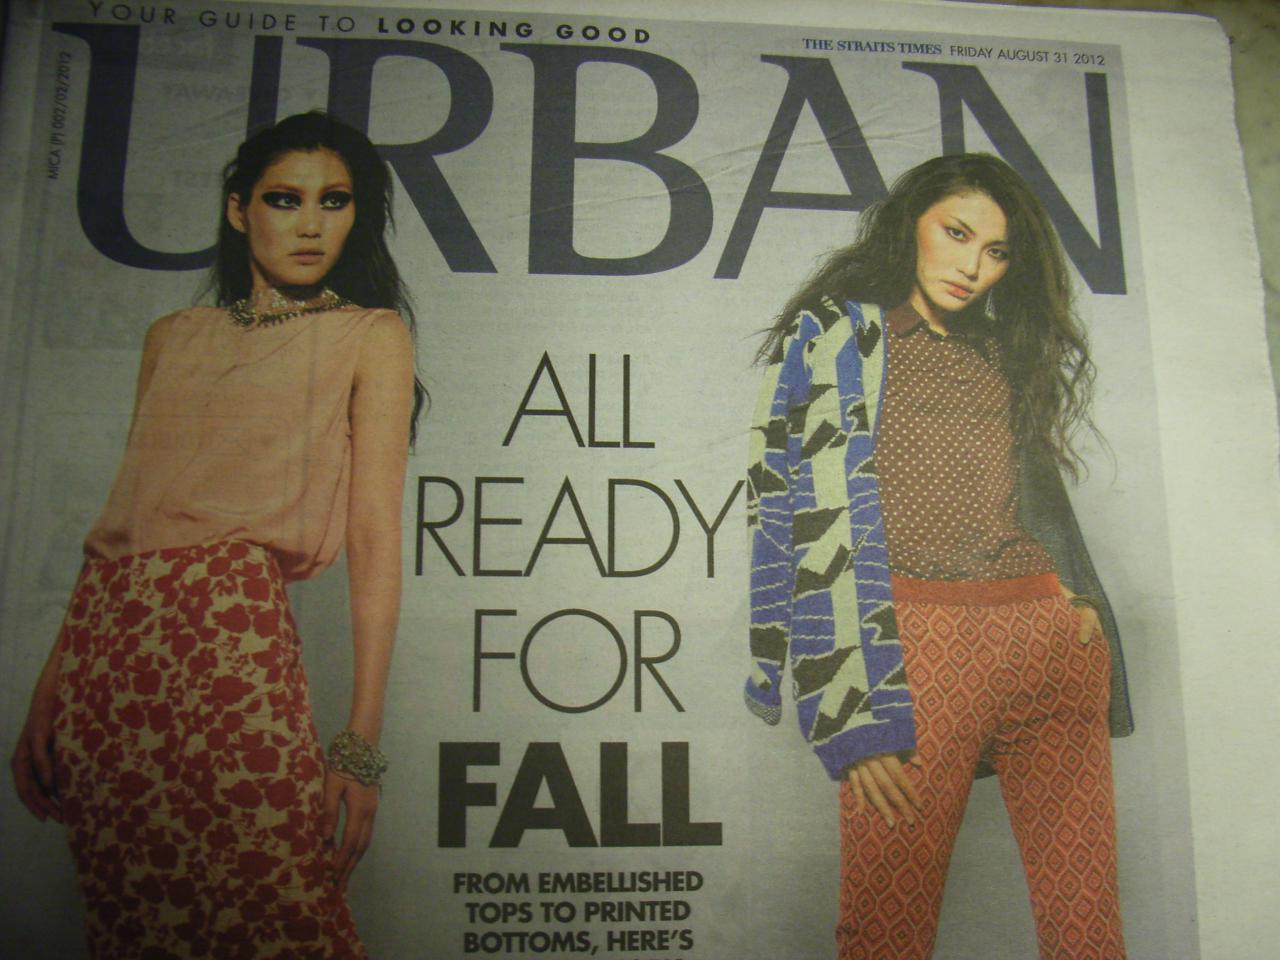 YOUR GUIDE TO LOOKING GOOD
URBAN
THE STRAITS TIMES FRIDAY AUGUST 31 2012
MICA (P) 002/02/2012
ALL
READY
FOR
FALL
FROM EMBELLISHED
TOPS TO PRINTED
BOTTOMS, HERE'S